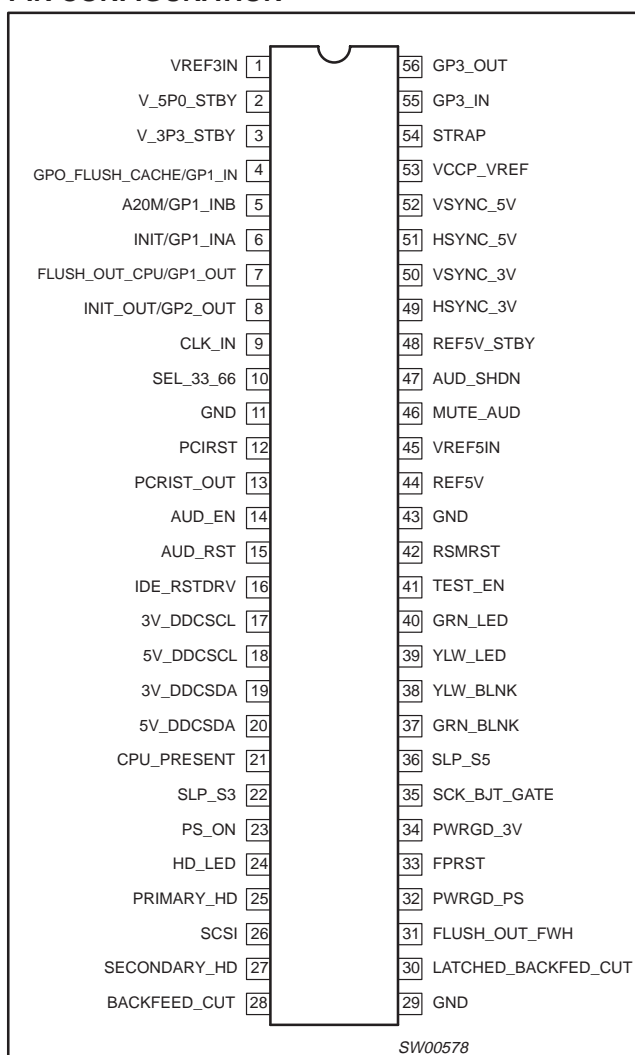 VREF3IN 1 56 GP3_OUT
V_5P0_STBY 2 55 GP3_IN
V_3P3_STBY 3 54 STRAP
GPO_FLUSH_CACHE/GP1_IN 4 53 VCCP_VREF
A20M/GP1_INB 5 52 VSYNC_5V
INIT/GP1_INA 6 51 HSYNC_5V
FLUSH_OUT_CPU/GP1_OUT 7 50 VSYNC_3V
INIT_OUT/GP2_OUT 8 49 HSYNC_3V
CLK_IN 9 48 REF5V_STBY
SEL_33_66 10 47 AUD_SHDN
GND 11 46 MUTE_AUD
PCIRST 12 45 VREF5IN
PCRIST_OUT 13 44 REF5V
AUD_EN 14 43 GND
AUD_RST 15 42 RSMRST
IDE_RSTDRV 16 41 TEST_EN
3V_DDCSCL 17 40 GRN_LED
5V_DDCSCL 18 39 YLW_LED
3V_DDCSDA 19 38 YLW_BLNK
5V_DDCSDA 20 37 GRN_BLNK
CPU_PRESENT 21 36 SLP_S5
SLP_S3 22 35 SCK_BJT_GATE
PS_ON 23 34 PWRGD_3V
HD_LED 24 33 FPRST
PRIMARY_HD 25 32 PWRGD_PS
SCSI 26 31 FLUSH_OUT_FWH
SECONDARY_HD 27 30 LATCHED_BACKFED_CUT
BACKFEED_CUT 28 29 GND
SW00578